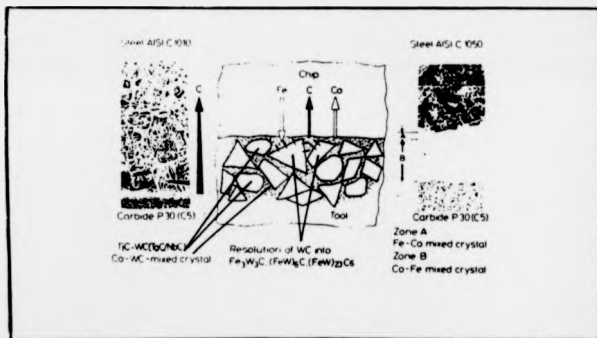 Steel AISI C 1010
Steel AISI C 1050
Chip
C
Fe
C
Co
A
B
Carbide P 30 (C5)
Tool
Carbide P 30 (C5)
TiC-WC(TaC/NbC)
Co-WC-mixed crystal
Resolution of WC into
Fe3W3C, (FeW)6C, (FeW)23C6
Zone A
Fe-Co mixed crystal
Zone B
Co-Fe mixed crystal